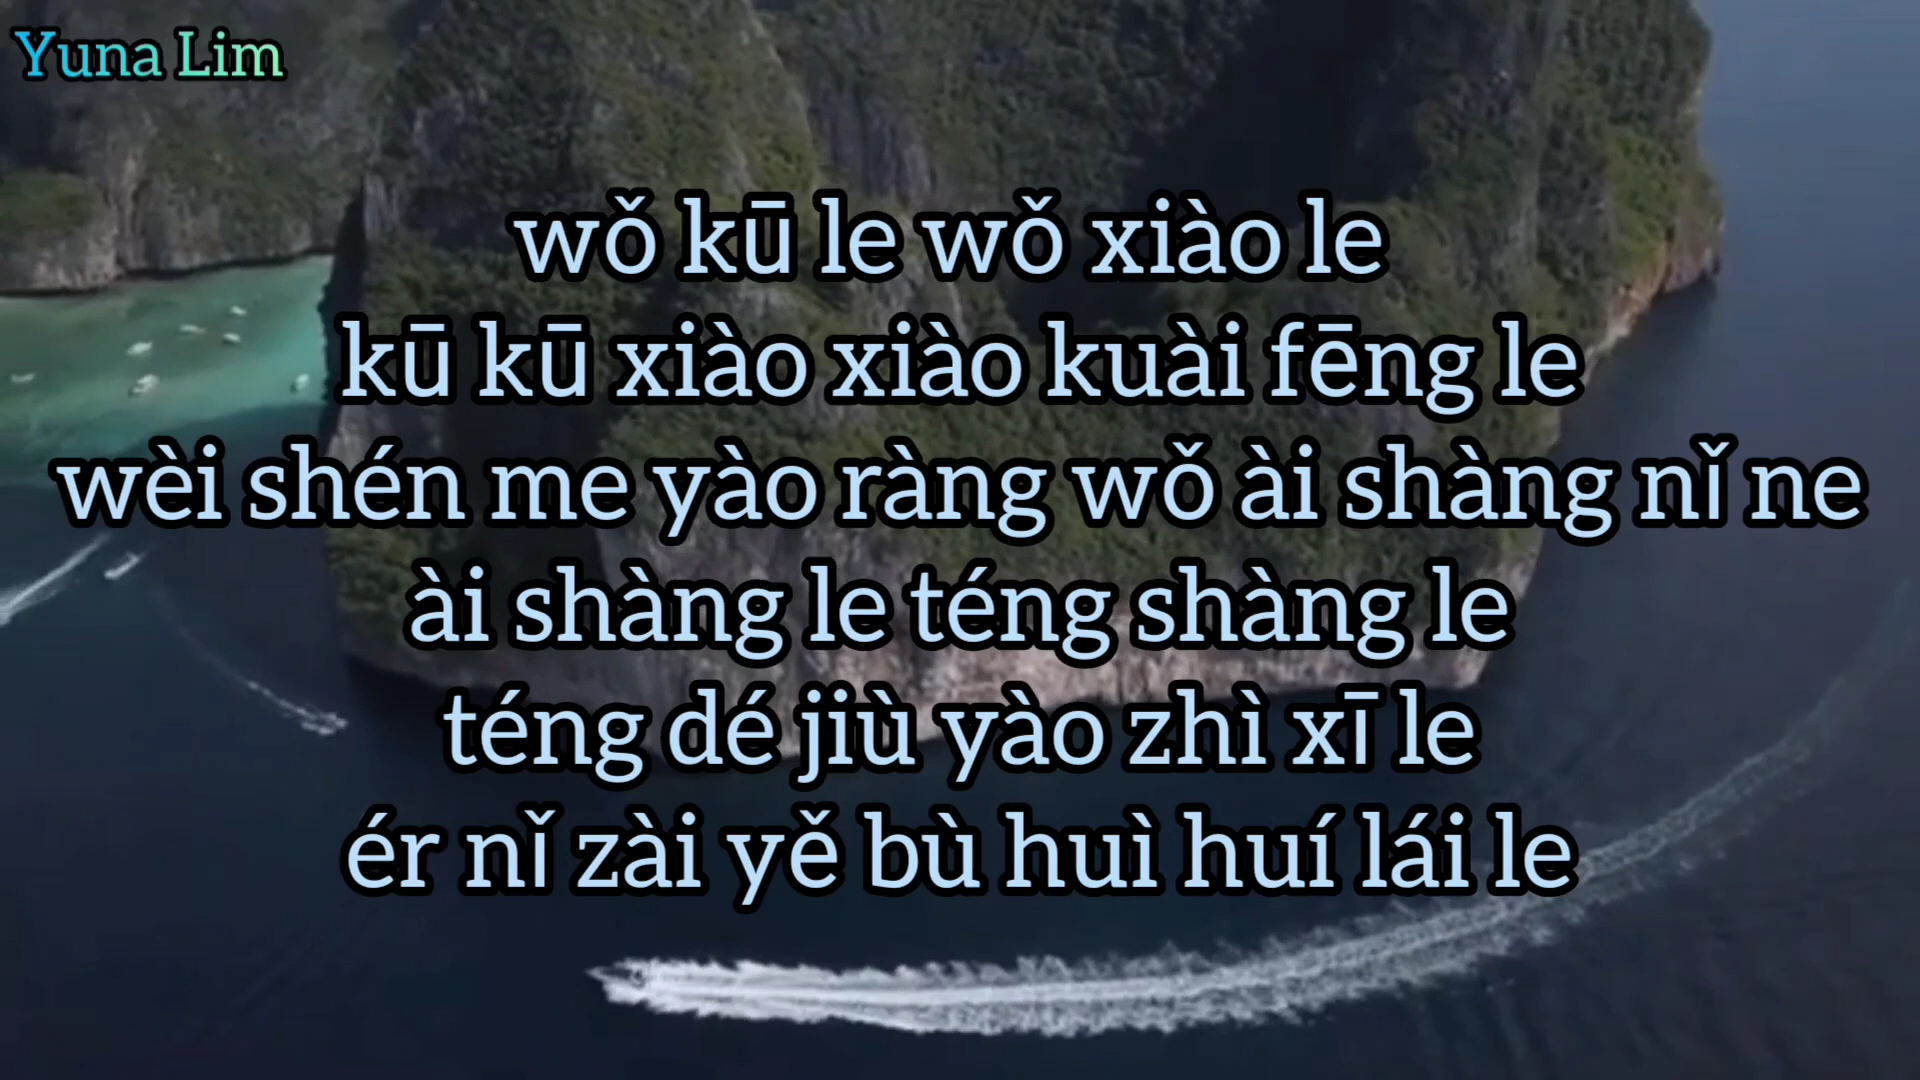 Yuna Lim
wǒ kū le wǒ xiào le
kū kū xiào xiào kuài fēng le
wèi shén me yào ràng wǒ ài shàng nǐ ne
ài shàng le téng shàng le
téng dé jiù yào zhì xī le
ér nǐ zài yě bù huì huí lái le